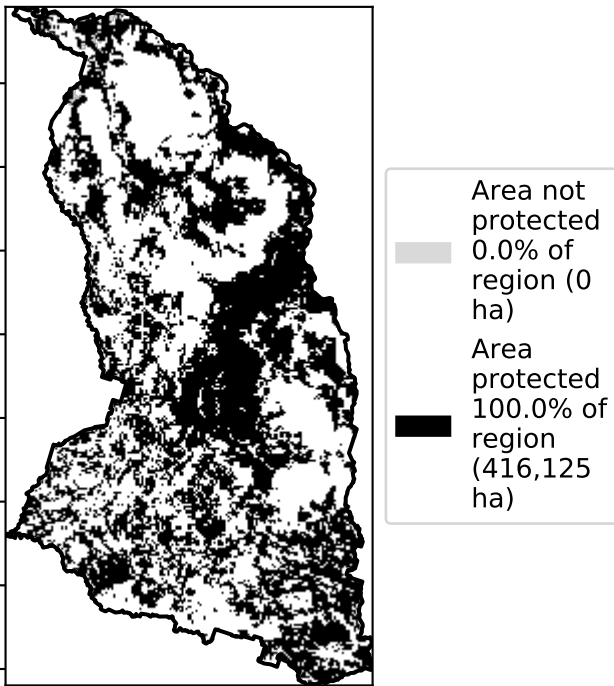 Area not
protected
0.0% of
region (0
ha)
Area
protected
100.0% of
region
(416,125
ha)